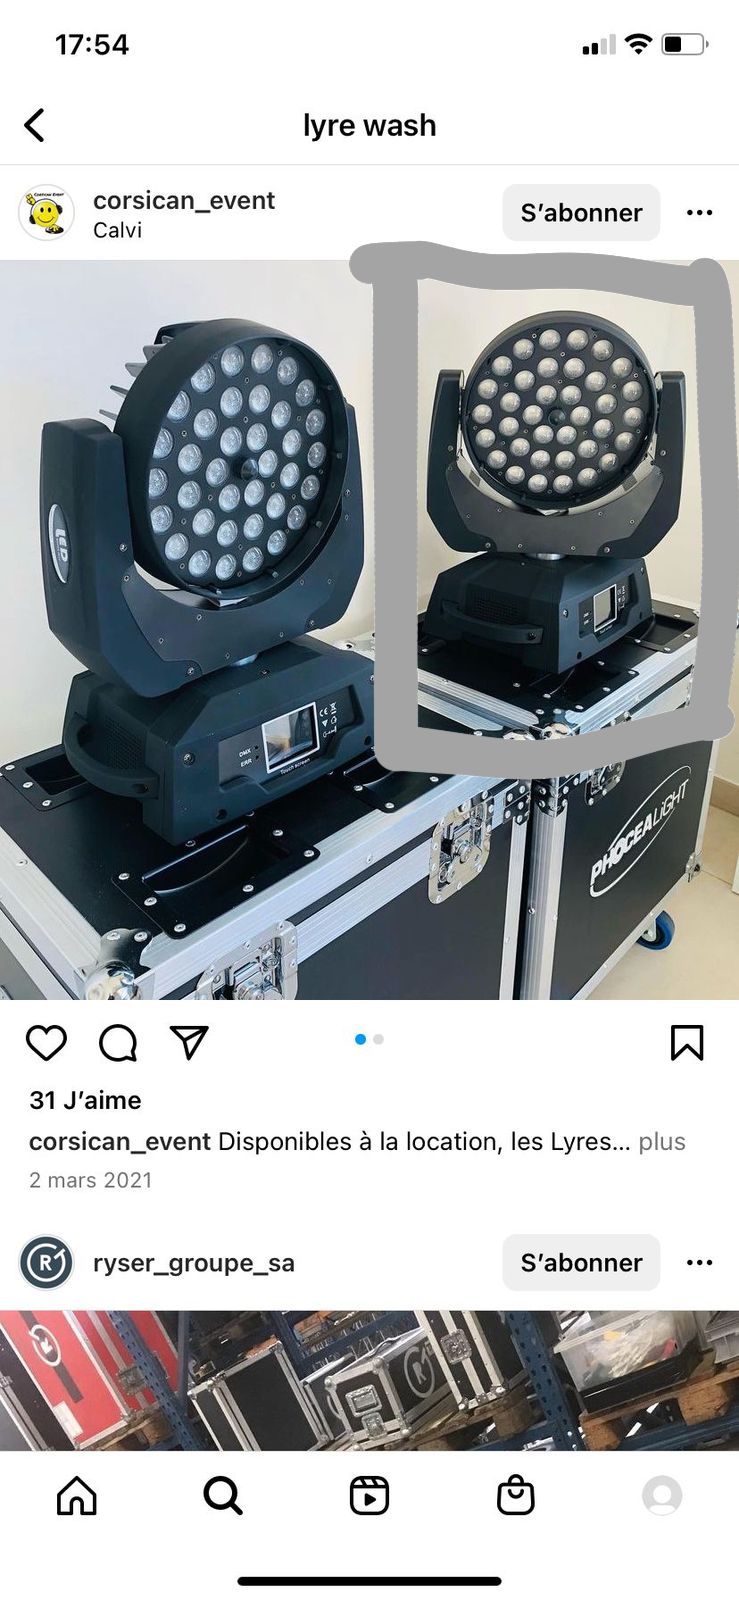 17:54
lyre wash
corsican_event
Calvi
S'abonner
DMX
ERR
Touch screen
PHOCEALIGHT
31 J'aime
corsican_event Disponibles à la location, les Lyres... plus
2 mars 2021
R
ryser_groupe_sa
S'abonner